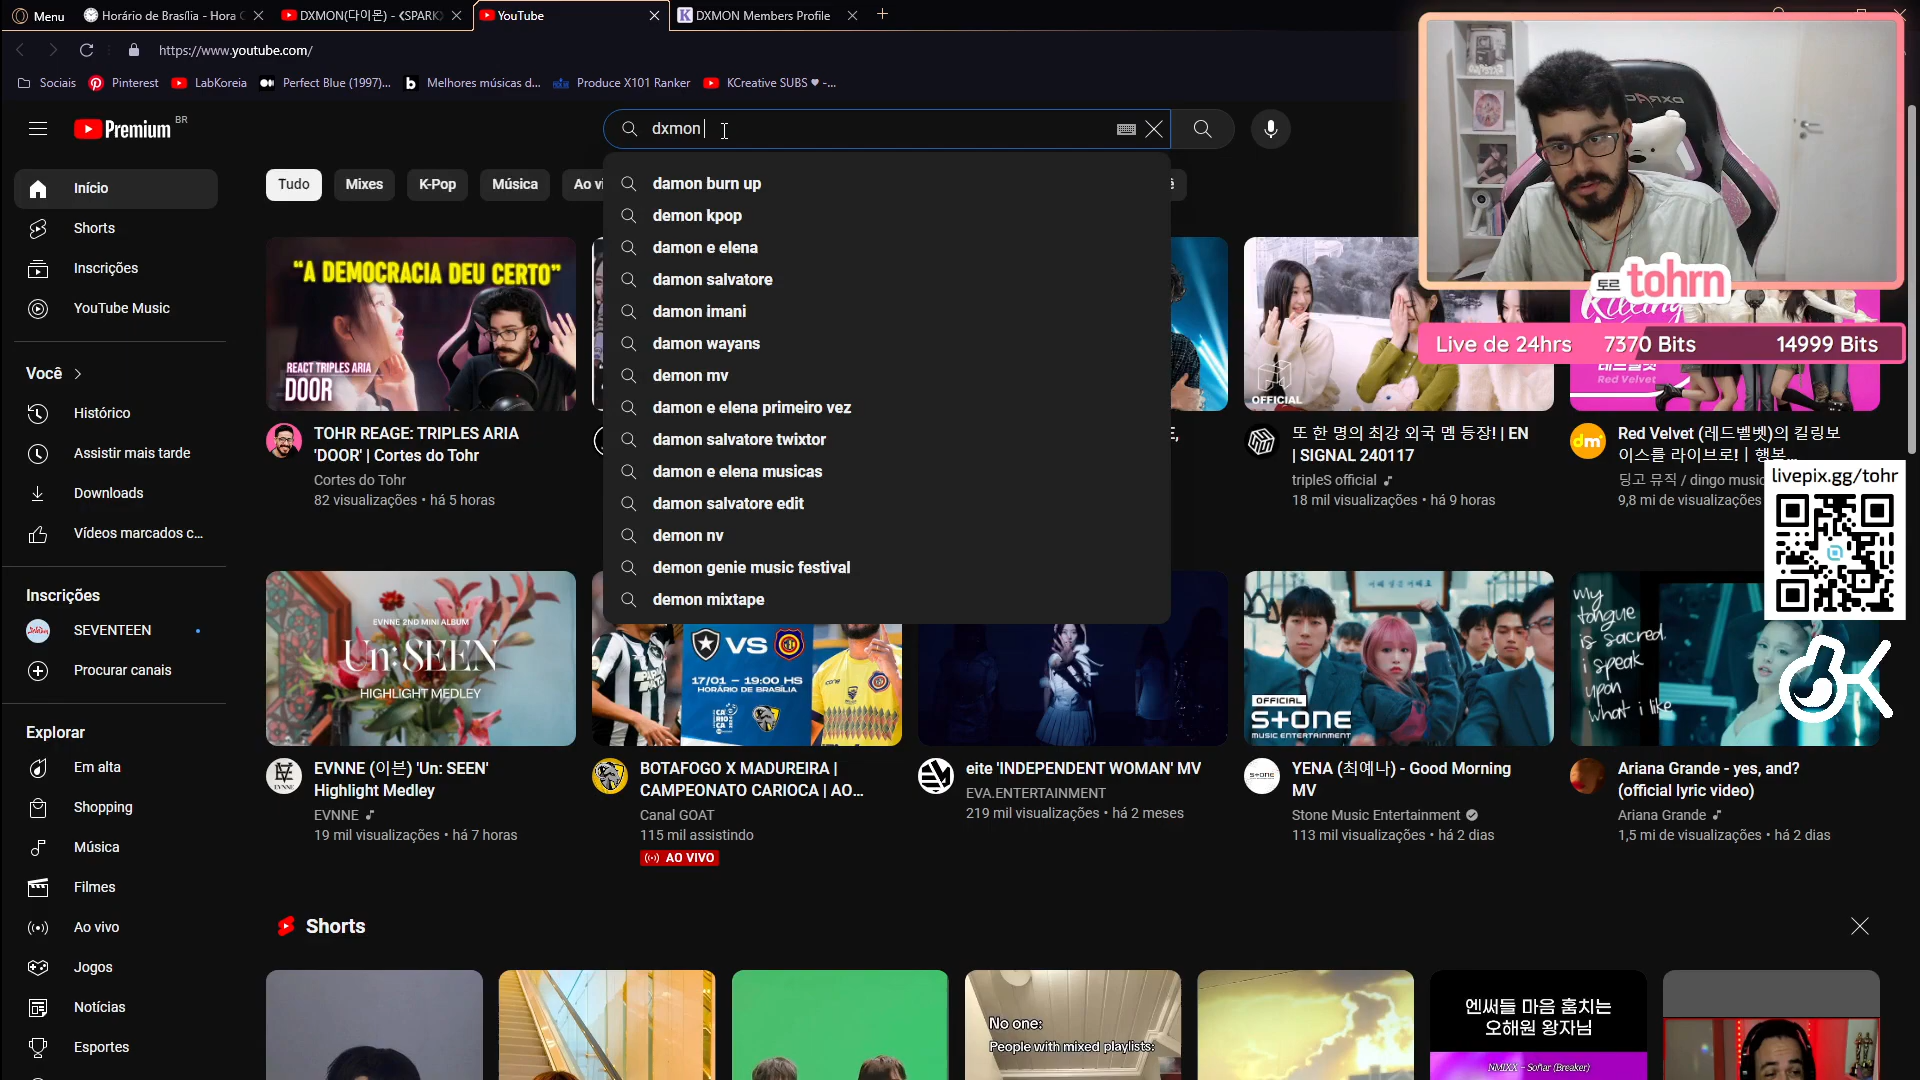 Menu
Horário de Brasília - Hora
DXMON(다이몬) - 《SPARK
YouTube
DXMON Members Profile
https://www.youtube.com/
Sociais
Pinterest
LabKoreia
Perfect Blue (1997)...
Melhores músicas d...
Produce X101 Ranker
KCreative SUBS ♥ -...
Premium BR
dxmon
Início
Shorts
Inscrições
YouTube Music
Você
Histórico
Assistir mais tarde
Downloads
Vídeos marcados c...
Inscrições
SEVENTEEN
Procurar canais
Explorar
Em alta
Shopping
Música
Filmes
Ao vivo
Jogos
Notícias
Esportes
Tudo
Mixes
K-Pop
Música
Ao vi
damon burn up
demon kpop
damon e elena
damon salvatore
damon imani
damon wayans
demon mv
damon e elena primeiro vez
damon salvatore twixtor
damon e elena musicas
damon salvatore edit
demon nv
demon genie music festival
demon mixtape
토르 tohrn
Live de 24hrs 7370 Bits 14999 Bits
"A DEMOCRACIA DEU CERTO"
REACT TRIPLES ARIA
DOOR
OFFICIAL
Killing
레드벨벳
Red Velvet
TOHR REAGE: TRIPLES ARIA
'DOOR' | Cortes do Tohr
Cortes do Tohr
82 visualizações • há 5 horas
또 한 명의 최강 외국 멤 등장! | EN
| SIGNAL 240117
tripleS official
18 mil visualizações • há 9 horas
dm
Red Velvet (레드벨벳)의 킬링보
이스를 라이브로! | 행복...
딩고 뮤직 / dingo music
9,8 mi de visualizações
livepix.gg/tohr
EVNNE 2ND MINI ALBUM
Un: SEEN
HIGHLIGHT MEDLEY
VS
17/01 - 19:00 HS
HORÁRIO DE BRASÍLIA
OFFICIAL
STONE
MUSIC ENTERTAINMENT
my
tongue
is sacred
i speak
upon
what i like
EVNNE (이븐) 'Un: SEEN'
Highlight Medley
EVNNE
19 mil visualizações • há 7 horas
BOTAFOGO X MADUREIRA |
CAMPEONATO CARIOCA | AO...
Canal GOAT
115 mil assistindo
AO VIVO
eite 'INDEPENDENT WOMAN' MV
EVA.ENTERTAINMENT
219 mil visualizações • há 2 meses
YENA (최예나) - Good Morning
MV
Stone Music Entertainment
113 mil visualizações • há 2 dias
Ariana Grande - yes, and?
(official lyric video)
Ariana Grande
1,5 mi de visualizações • há 2 dias
Shorts
No one:
People with mixed playlists:
엔써들 마음 훔치는
오해원 왕자님
NMIXX - Soñar (Breaker)